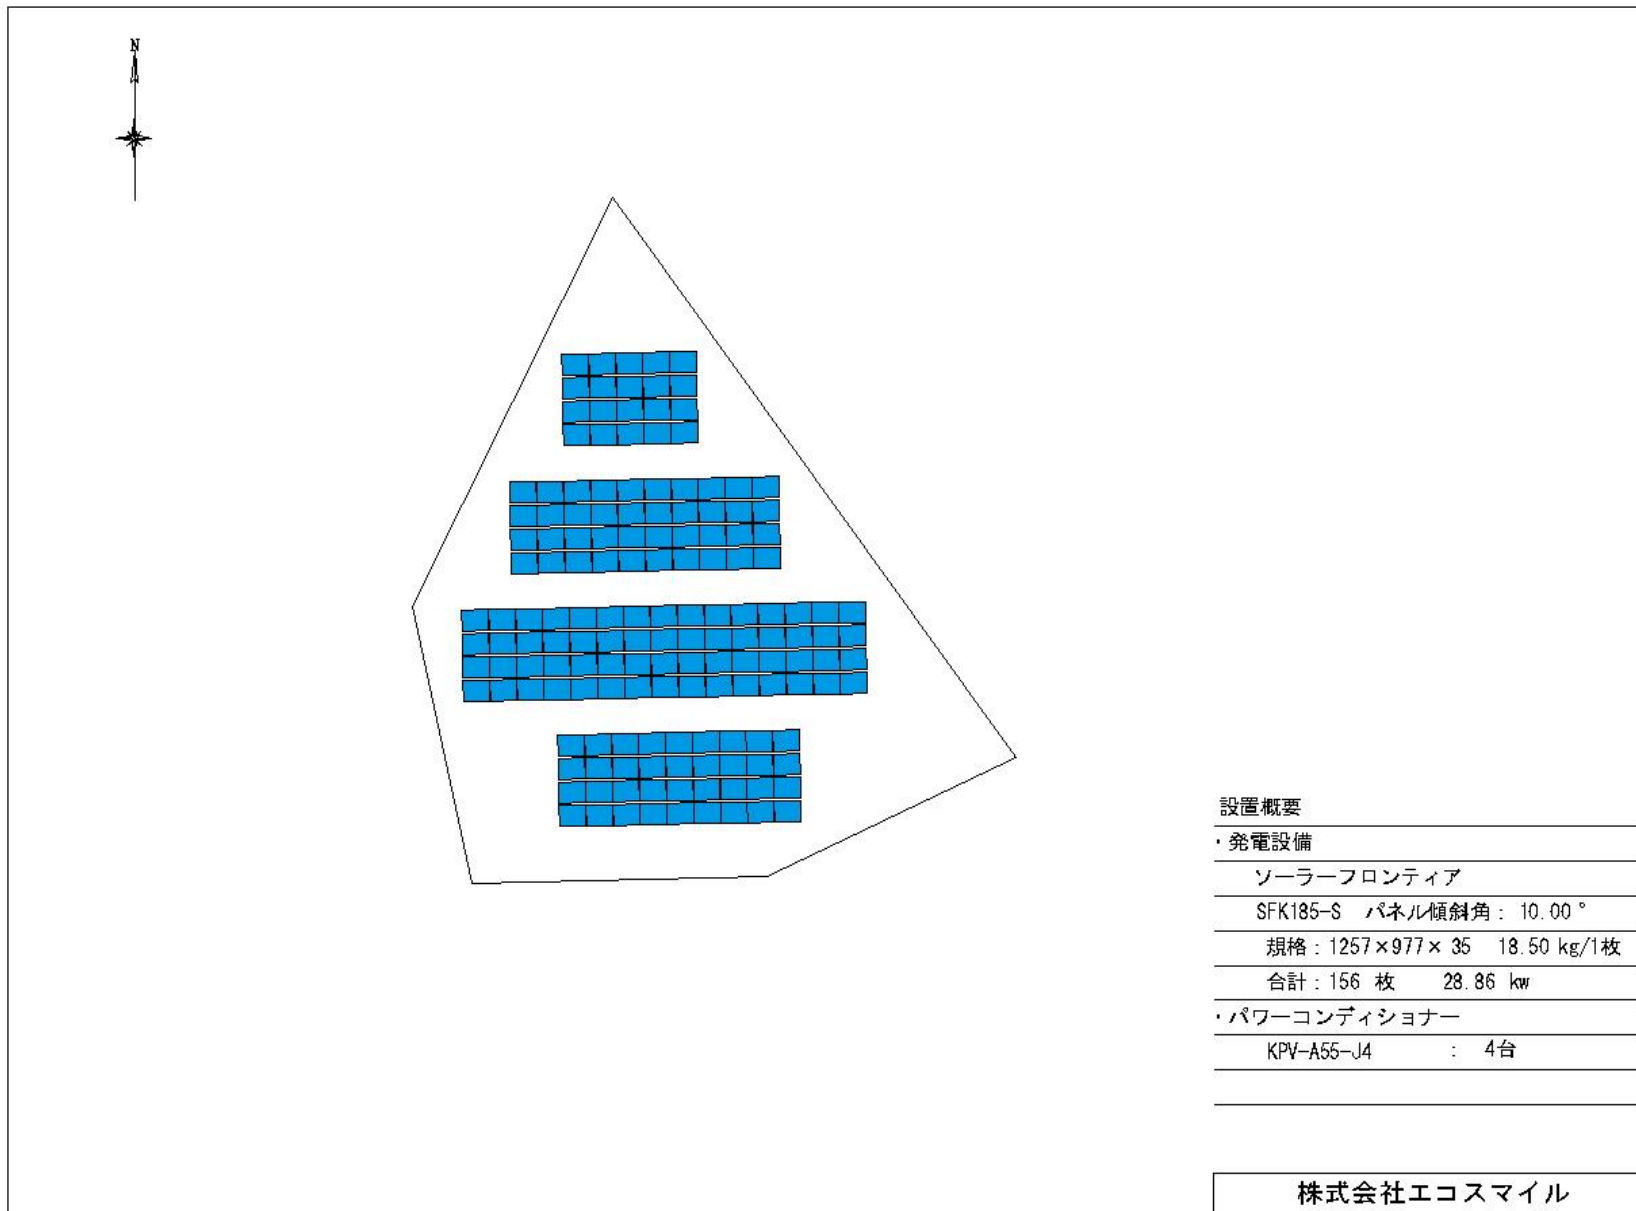 N
設置概要
・発電設備
ソーラーフロンティア
SFK185-S パネル傾斜角：10.00°
規格：1257×977×35 18.50 kg/1枚
合計：156 枚 28.86 kw
・パワーコンディショナー
KPV-A55-J4 ： 4台
株式会社エコスマイル